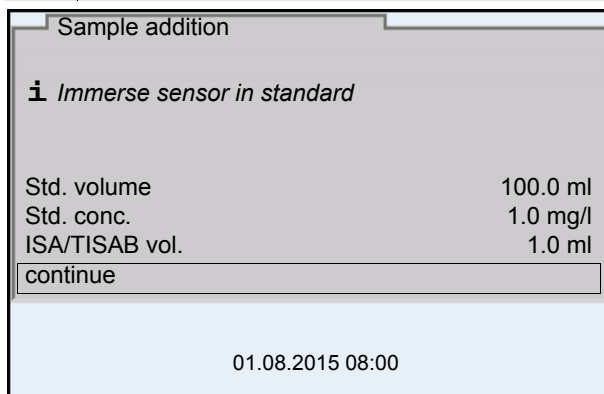 Sample addition
i Immerse sensor in standard
Std. volume 100.0 ml
Std. conc. 1.0 mg/l
ISA/TISAB vol. 1.0 ml
continue
01.08.2015 08:00